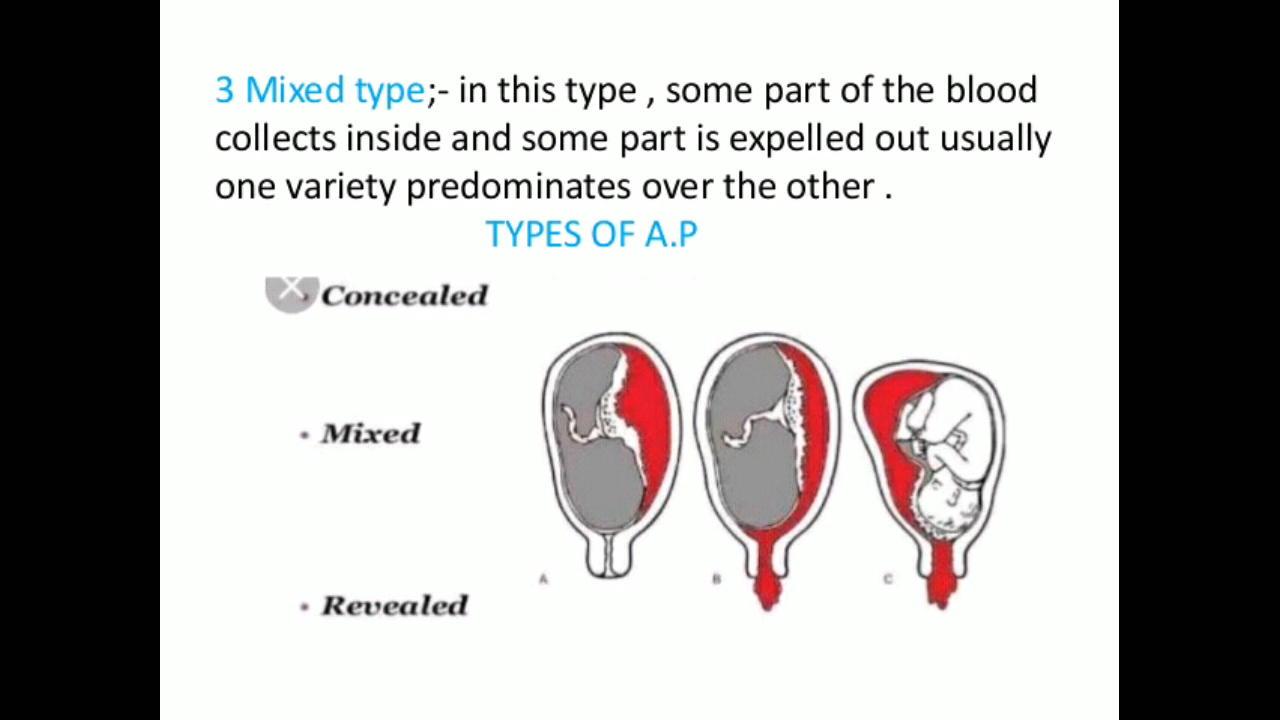 3 Mixed type;- in this type , some part of the blood
collects inside and some part is expelled out usually
one variety predominates over the other .
TYPES OF A.P
Concealed
• Mixed
• Revealed
A B C